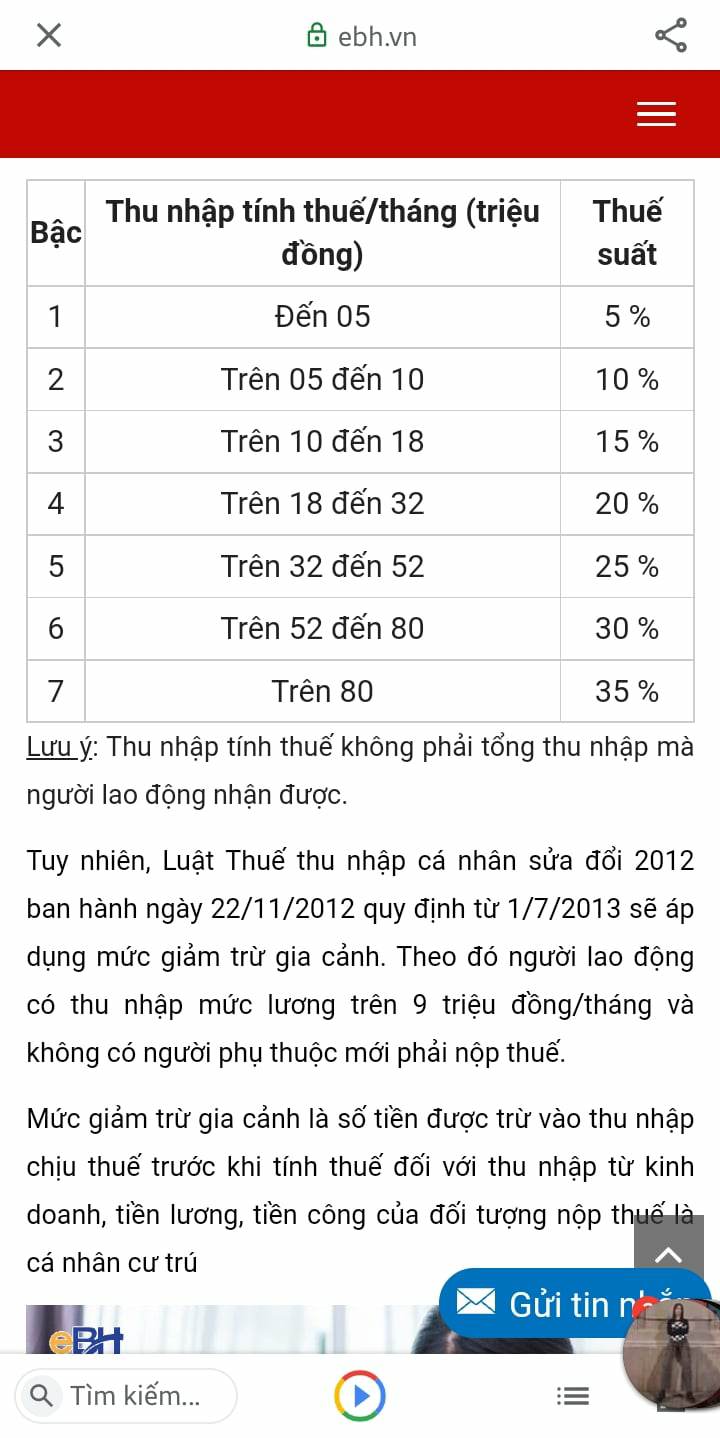 ebh.vn
Bậc Thu nhập tính thuế/tháng (triệu đồng) Thuế suất
1 Đến 05 5 %
2 Trên 05 đến 10 10 %
3 Trên 10 đến 18 15 %
4 Trên 18 đến 32 20 %
5 Trên 32 đến 52 25 %
6 Trên 52 đến 80 30 %
7 Trên 80 35 %
Lưu ý: Thu nhập tính thuế không phải tổng thu nhập mà
người lao động nhận được.
Tuy nhiên, Luật Thuế thu nhập cá nhân sửa đổi 2012
ban hành ngày 22/11/2012 quy định từ 1/7/2013 sẽ áp
dụng mức giảm trừ gia cảnh. Theo đó người lao động
có thu nhập mức lương trên 9 triệu đồng/tháng và
không có người phụ thuộc mới phải nộp thuế.
Mức giảm trừ gia cảnh là số tiền được trừ vào thu nhập
chịu thuế trước khi tính thuế đối với thu nhập từ kinh
doanh, tiền lương, tiền công của đối tượng nộp thuế là
cá nhân cư trú
Gửi tin
eBH
Tìm kiếm...